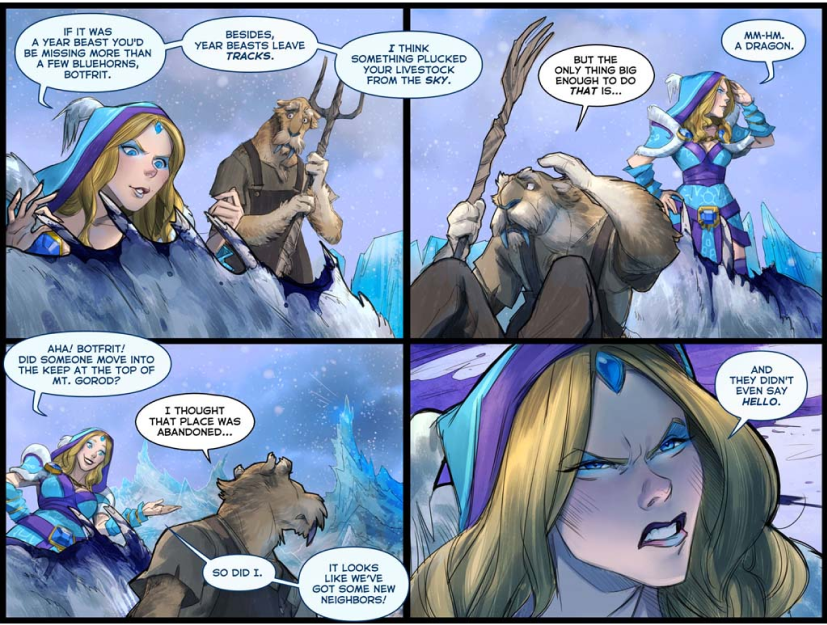 IF IT WAS
A YEAR BEAST YOU'D
BE MISSING MORE THAN
A FEW BLUEHORNS,
BOTFRIT.
BESIDES,
YEAR BEASTS LEAVE
TRACKS.
I THINK
SOMETHING PLUCKED
YOUR LIVESTOCK
FROM THE SKY.
BUT THE
ONLY THING BIG
ENOUGH TO DO
THAT IS...
MM-HM.
A DRAGON.
AHA! BOTFRIT!
DID SOMEONE MOVE INTO
THE KEEP AT THE TOP OF
MT. GOROD?
I THOUGHT
THAT PLACE WAS
ABANDONED...
SO DID I.
IT LOOKS
LIKE WE'VE
GOT SOME NEW
NEIGHBORS!
AND
THEY DIDN'T
EVEN SAY
HELLO.